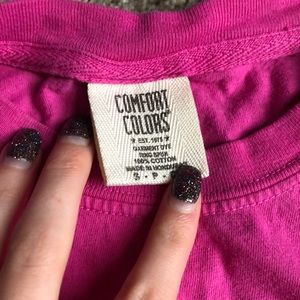 COMFORT
COLORS®
EST. 1975
GARMENT DYE
RING SPUN
100% COTTON
MADE IN HONDURAS
S · P ·